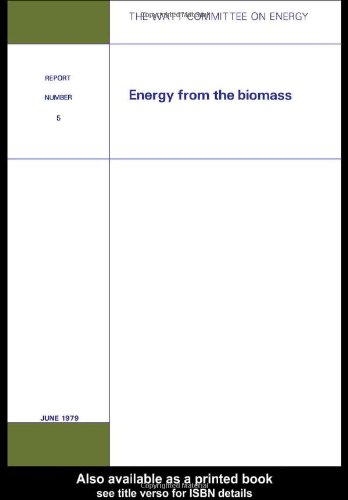 THE WATT COMMITTEE ON ENERGY
Copyrighted Material
REPORT
NUMBER
5
Energy from the biomass
JUNE 1979
Also available as a printed book
Copyrighted Material
see title verso for ISBN details